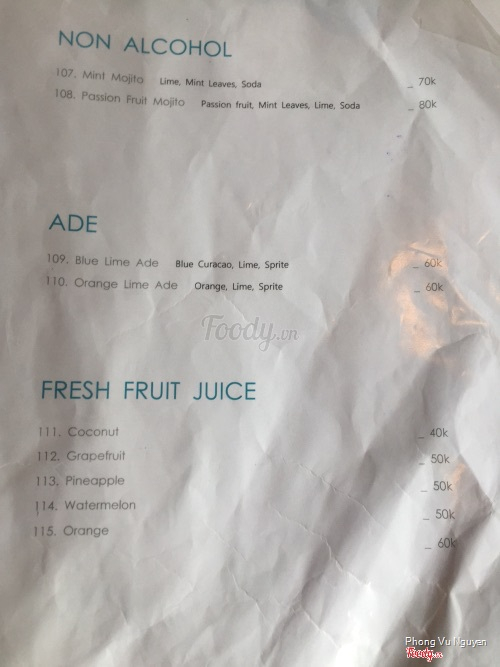 NON ALCOHOL
107. Mint Mojito Lime, Mint Leaves, Soda _ 70k
108. Passion Fruit Mojito Passion fruit, Mint Leaves, Lime, Soda _ 80k
ADE
109. Blue Lime Ade Blue Curacao, Lime, Sprite _ 60k
110. Orange Lime Ade Orange, Lime, Sprite _ 60k
Foody.vn
FRESH FRUIT JUICE
111. Coconut _ 40k
112. Grapefruit _ 50k
113. Pineapple _ 50k
114. Watermelon _ 50k
115. Orange _ 60k
Phong Vu Nguyen
Foody.vn